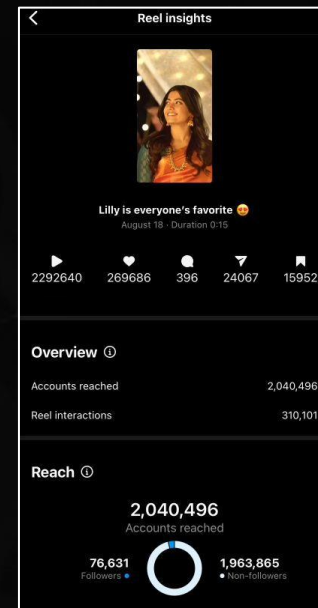 Reel insights
Lilly is everyone's favorite 😍
August 18 · Duration 0:15
2292640 269686 396 24067 15952
Overview
Accounts reached 2,040,496
Reel interactions 310,101
Reach
2,040,496
Accounts reached
76,631 1,963,865
Followers • • Non-followers